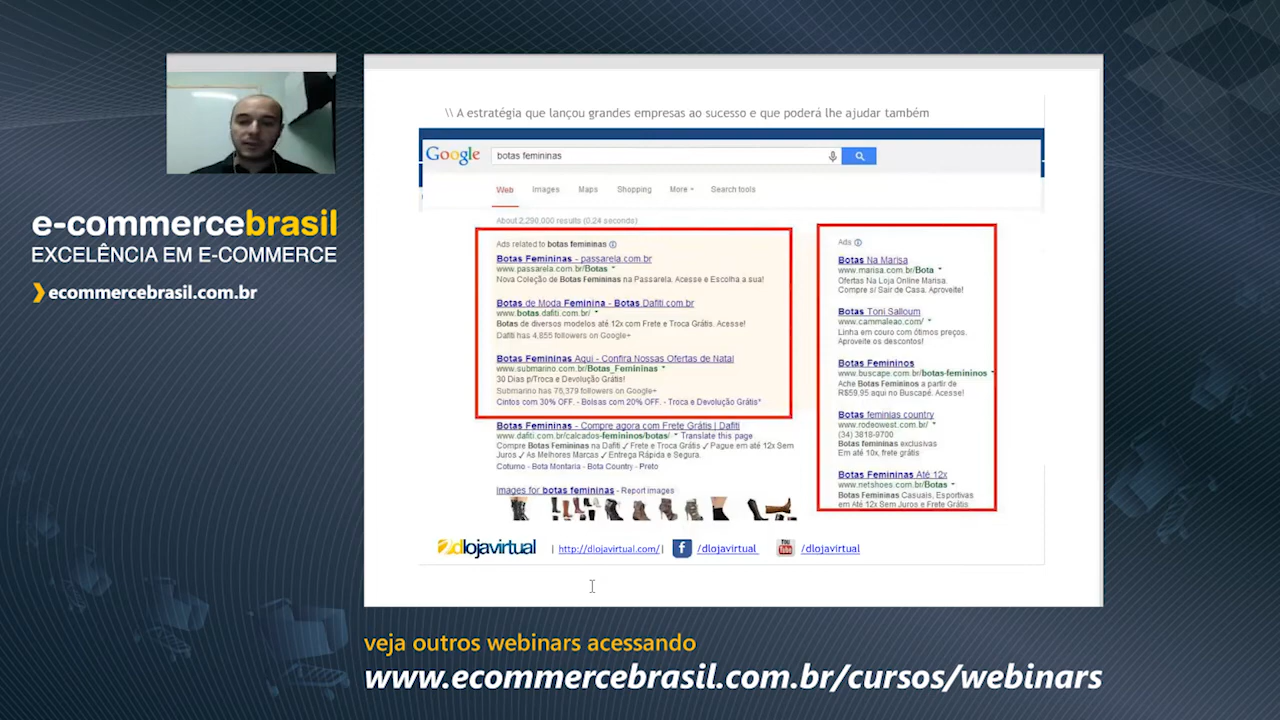 e-commercebrasil
EXCELÊNCIA EM E-COMMERCE
ecommercebrasil.com.br
\\ A estratégia que lançou grandes empresas ao sucesso e que poderá lhe ajudar também
Google
botas femininas
Web Images Maps Shopping More Search tools
About 2,290,000 results (0.24 seconds)
Ads related to botas femininas
Botas Femininas - passarela.com.br
www.passarela.com.br/Botas
Nova Coleção de Botas Femininas na Passarela. Acesse e Escolha a sua!
Botas de Moda Feminina - Botas Dafiti.com.br
www.botas.dafiti.com.br/
Botas de diversos modelos até 12x com Frete e Troca Grátis. Acesse!
Dafiti has 4,855 followers on Google+
Botas Femininas Aqui - Confira Nossas Ofertas de Natal
www.submarino.com.br/Botas_Femininas
30 Dias p/Troca e Devolução Grátis!
Submarino has 76,379 followers on Google+
Cintos com 30% OFF. - Bolsas com 20% OFF. - Troca e Devolução Grátis*
Botas Femininas - Compre agora com Frete Grátis | Dafiti
www.dafiti.com.br/calcados-femininos/botas/ Translate this page
Compre Botas Femininas na Dafiti ✓ Frete e Troca Grátis ✓ Pague em até 12x Sem
Juros ✓ As Melhores Marcas ✓ Entrega Rápida e Segura.
Coturno - Bota Montaria - Bota Country - Preto
Images for botas femininas - Report images
Ads
Botas Na Marisa
www.marisa.com.br/Bota
Ofertas Na Loja Online Marisa.
Compre s/ Sair de Casa. Aproveite!
Botas Toni Salloum
www.cammaleao.com/
Linha em couro com ótimos preços.
Aproveite os descontos!
Botas Femininos
www.buscape.com.br/botas-femininos
Ache Botas Femininos a partir de
R$59,95 aqui no Buscapé. Acesse!
Botas feminias country
www.rodeowest.com.br/
(34) 3818-9700
Botas femininas exclusivas
Em até 10x, frete grátis
Botas Femininas Até 12x
www.netshoes.com.br/Botas
Botas Femininas Casuais, Esportivas
em Até 12x Sem Juros e Frete Grátis
dlojavirtual | http://dlojavirtual.com/ | f /dlojavirtual You Tube /dlojavirtual
veja outros webinars acessando
www.ecommercebrasil.com.br/cursos/webinars